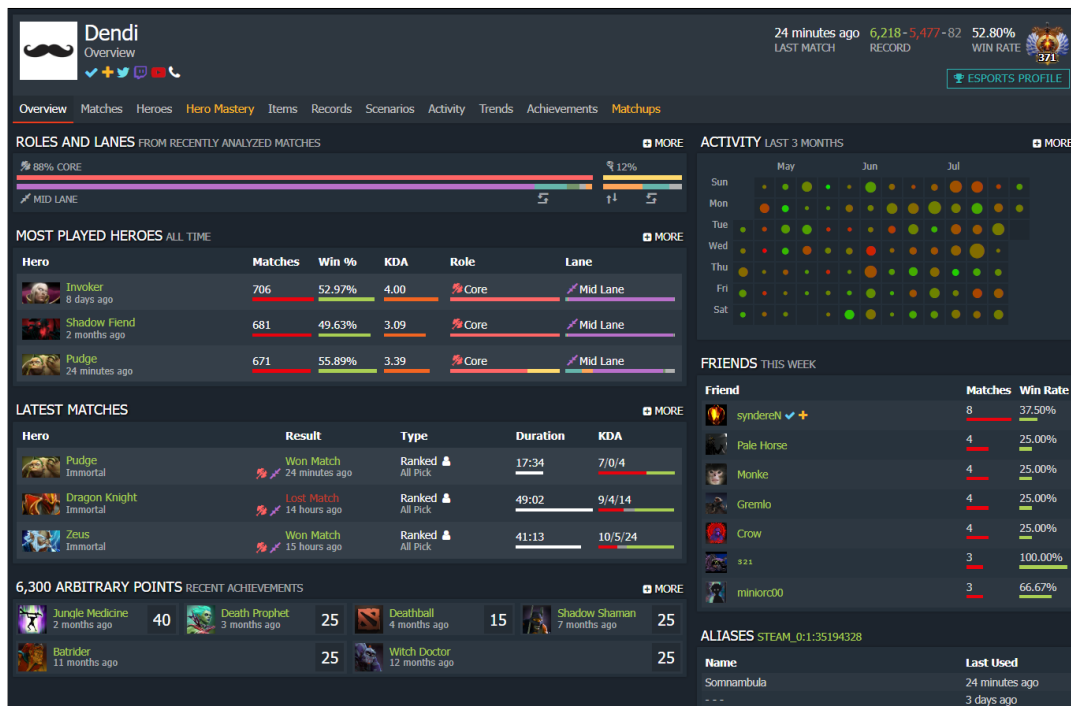 Dendi
Overview
24 minutes ago 6,218-5,477-82 52.80%
LAST MATCH RECORD WIN RATE
371
ESPORTS PROFILE
Overview Matches Heroes Hero Mastery Items Records Scenarios Activity Trends Achievements Matchups
ROLES AND LANES FROM RECENTLY ANALYZED MATCHES MORE
88% CORE 12%
MID LANE
MOST PLAYED HEROES ALL TIME MORE
Hero Matches Win % KDA Role Lane
Invoker 706 52.97% 4.00 Core Mid Lane
8 days ago
Shadow Fiend 681 49.63% 3.09 Core Mid Lane
2 months ago
Pudge 671 55.89% 3.39 Core Mid Lane
24 minutes ago
LATEST MATCHES MORE
Hero Result Type Duration KDA
Pudge Won Match Ranked 17:34 7/0/4
Immortal 24 minutes ago All Pick
Dragon Knight Lost Match Ranked 49:02 9/4/14
Immortal 14 hours ago All Pick
Zeus Won Match Ranked 41:13 10/5/24
Immortal 15 hours ago All Pick
6,300 ARBITRARY POINTS RECENT ACHIEVEMENTS MORE
Jungle Medicine 40 Death Prophet 25 Deathball 15 Shadow Shaman 25
2 months ago 3 months ago 4 months ago 7 months ago
Batrider 25 Witch Doctor 25
11 months ago 12 months ago
ACTIVITY LAST 3 MONTHS MORE
May Jun Jul
Sun
Mon
Tue
Wed
Thu
Fri
Sat
FRIENDS THIS WEEK
Friend Matches Win Rate
syndereN 8 37.50%
Pale Horse 4 25.00%
Monke 4 25.00%
Gremlo 4 25.00%
Crow 4 25.00%
321 3 100.00%
miniorc00 3 66.67%
ALIASES STEAM_0:1:35194328
Name Last Used
Somnambula 24 minutes ago
- - - 3 days ago